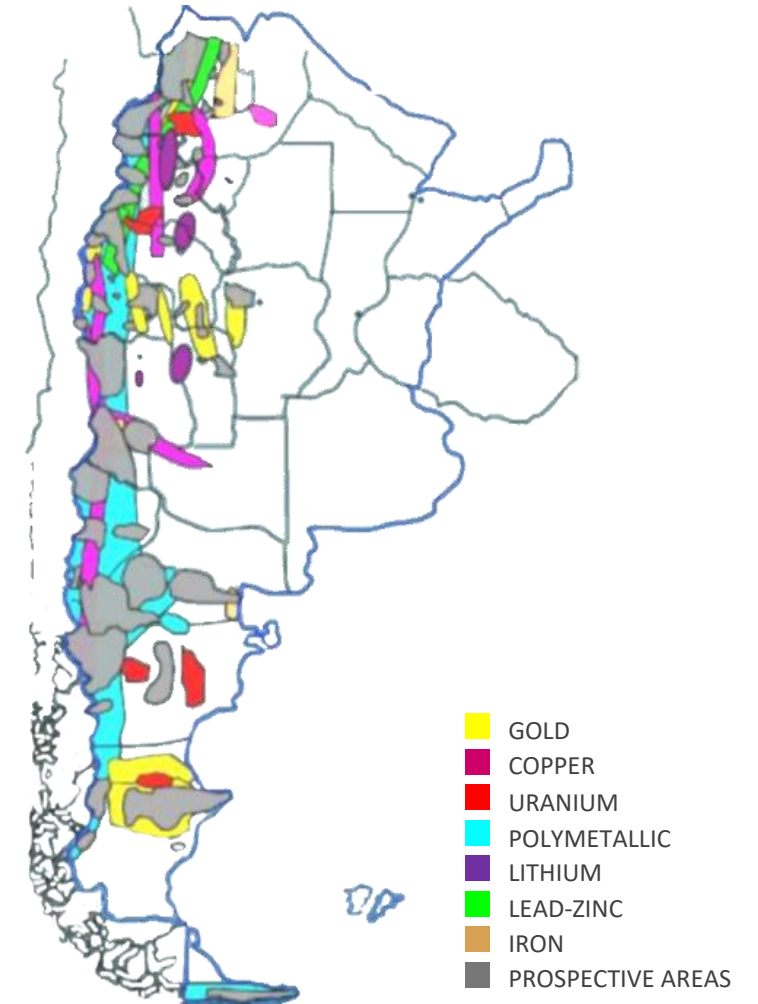 GOLD
COPPER
URANIUM
POLYMETALLIC
LITHIUM
LEAD-ZINC
IRON
PROSPECTIVE AREAS